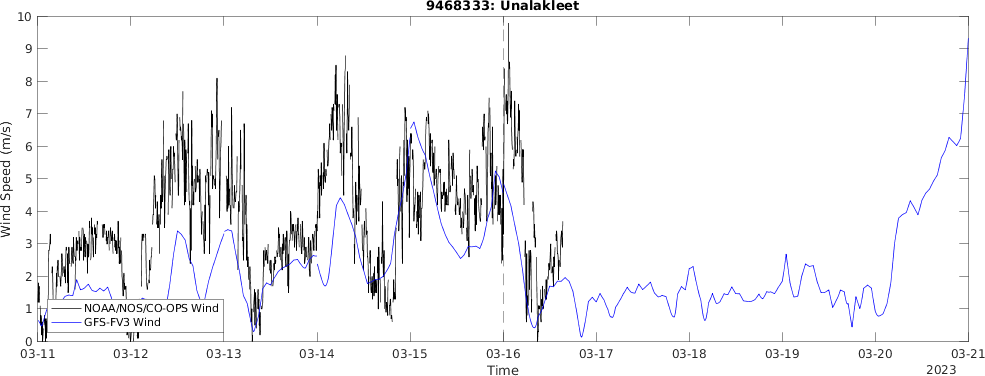 9468333: Unalakleet
Wind Speed (m/s)
10
9
8
7
6
5
4
3
2
1
0
NOAA/NOS/CO-OPS Wind
GFS-FV3 Wind
03-11 03-12 03-13 03-14 03-15 03-16 03-17 03-18 03-19 03-20 03-21
Time
2023